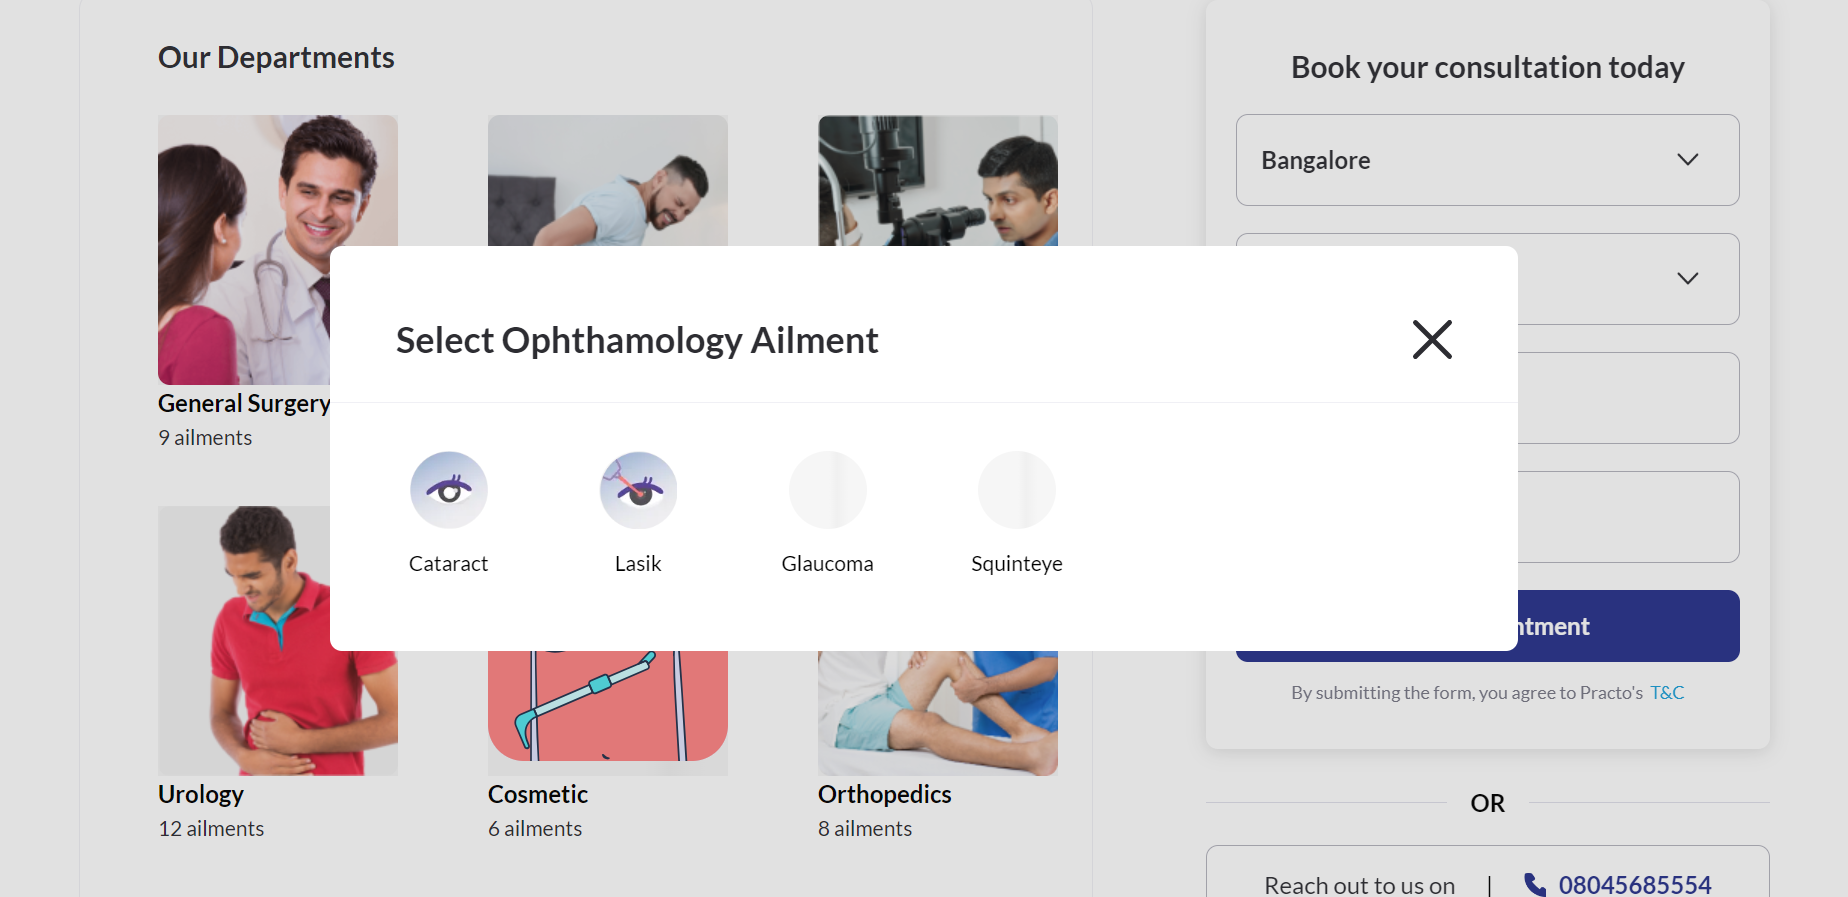 Our Departments
General Surgery
9 ailments
Urology
12 ailments
Cosmetic
6 ailments
Orthopedics
8 ailments
Select Ophthamology Ailment
Cataract
Lasik
Glaucoma
Squinteye
Book your consultation today
Bangalore
By submitting the form, you agree to Practo's T&C
OR
Reach out to us on | 08045685554